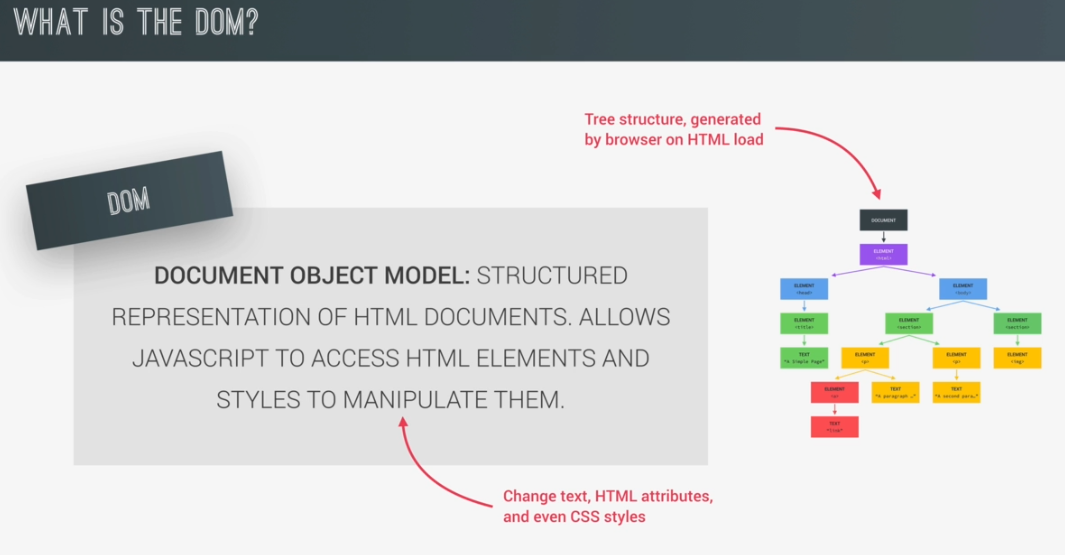 WHAT IS THE DOM?
Tree structure, generated
by browser on HTML load
DOM
DOCUMENT OBJECT MODEL: STRUCTURED
REPRESENTATION OF HTML DOCUMENTS. ALLOWS
JAVASCRIPT TO ACCESS HTML ELEMENTS AND
STYLES TO MANIPULATE THEM.
Change text, HTML attributes,
and even CSS styles
DOCUMENT
ELEMENT
<html>
ELEMENT
<head>
ELEMENT
<body>
ELEMENT
<title>
ELEMENT
<section>
ELEMENT
<section>
TEXT
"A Simple Page"
ELEMENT
<p>
ELEMENT
<p>
ELEMENT
<img>
ELEMENT
<a>
TEXT
"A paragraph …"
TEXT
"A second para…"
TEXT
"link"